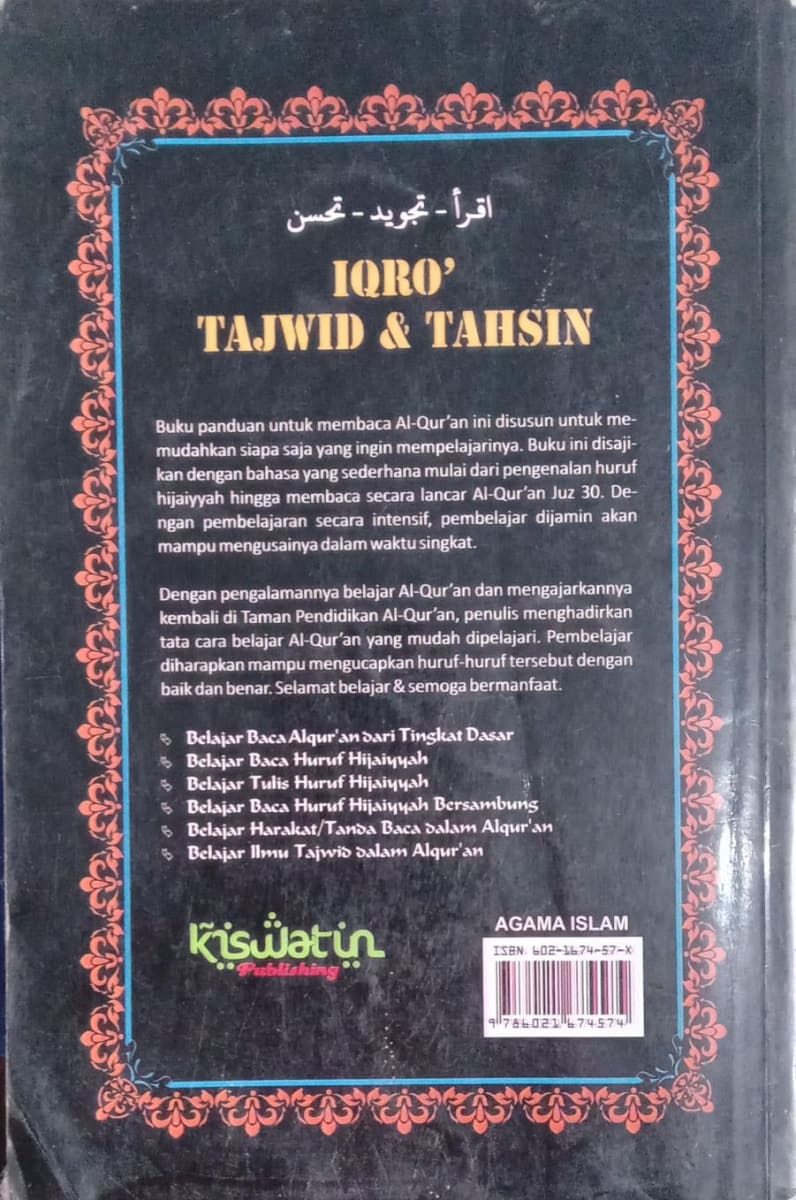 اقرأ - تجويد - تحسن
IQRO'
TAJWID & TAHSIN
Buku panduan untuk membaca Al-Qur'an ini disusun untuk me-
mudahkan siapa saja yang ingin mempelajarinya. Buku ini disaji-
kan dengan bahasa yang sederhana mulai dari pengenalan huruf
hijaiyyah hingga membaca secara lancar Al-Qur'an Juz 30. De-
ngan pembelajaran secara intensif, pembelajar dijamin akan
mampu mengusainya dalam waktu singkat.
Dengan pengalamannya belajar Al-Qur'an dan mengajarkannya
kembali di Taman Pendidikan Al-Qur'an, penulis menghadirkan
tata cara belajar Al-Qur'an yang mudah dipelajari. Pembelajar
diharapkan mampu mengucapkan huruf-huruf tersebut dengan
baik dan benar. Selamat belajar & semoga bermanfaat.
Belajar Baca Alqur'an dari Tingkat Dasar
Belajar Baca Huruf Hijaiyyah
Belajar Tulis Huruf Hijaiyyah
Belajar Baca Huruf Hijaiyyah Bersambung
Belajar Harakat/Tanda Baca dalam Alqur'an
Belajar Ilmu Tajwid dalam Alqur'an
Kiswatin
Publishing
AGAMA ISLAM
ISBN: 602-1674-57-X
9 786021 674574